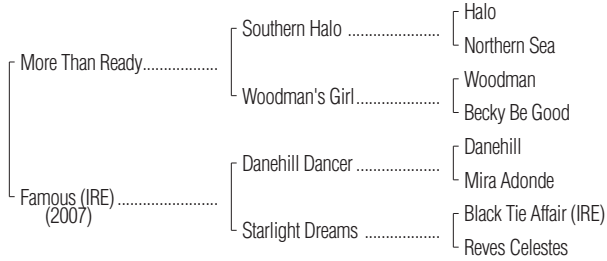 Halo
Southern Halo ...................
Northern Sea
More Than Ready...................
Woodman
Woodman's Girl.....................
Becky Be Good
Danehill
Danehill Dancer .....................
Mira Adonde
Famous (IRE) .........................
(2007)
Black Tie Affair (IRE)
Starlight Dreams ...................
Reves Celestes